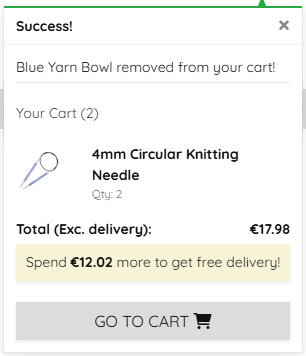 Success!
Blue Yarn Bowl removed from your cart!
Your Cart (2)
4mm Circular Knitting
Needle
Qty: 2
Total (Exc. delivery): €17.98
Spend €12.02 more to get free delivery!
GO TO CART